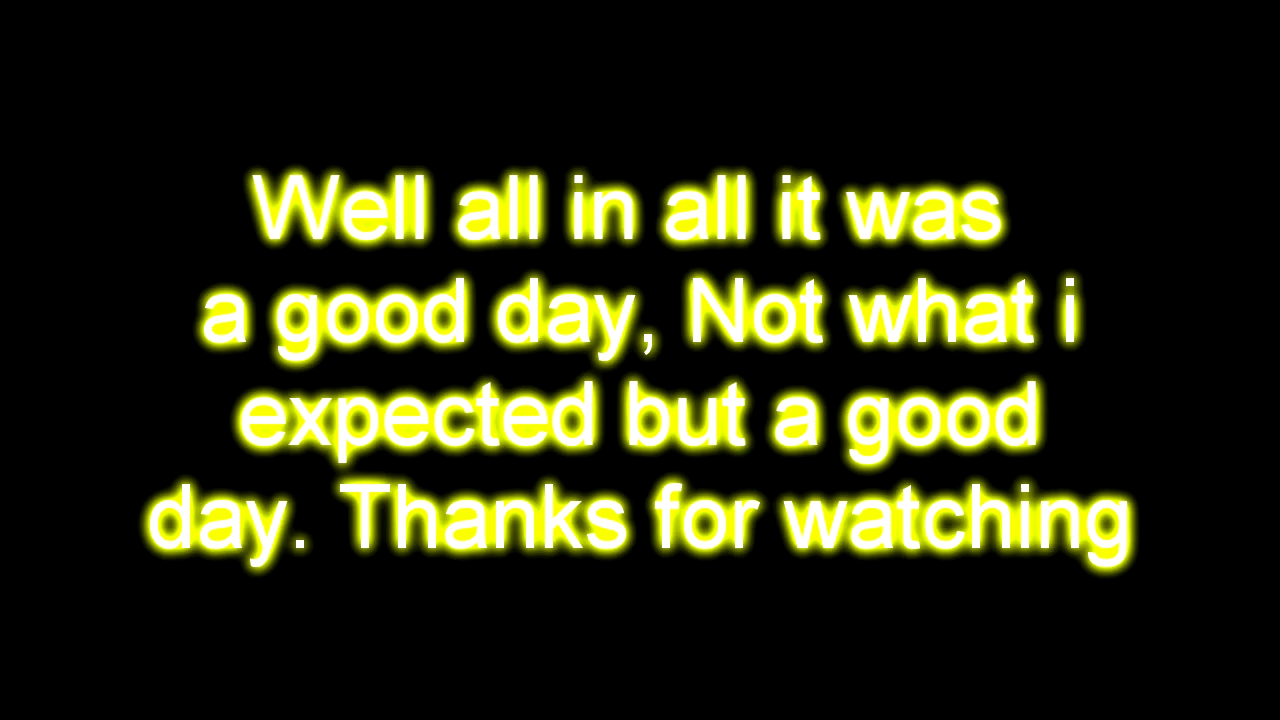 Well all in all it was
a good day, Not what i
expected but a good
day. Thanks for watching